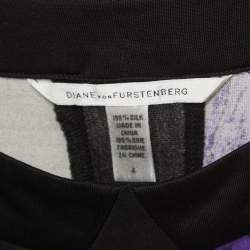 DIANE VON FURSTENBERG
100% SILK
MADE IN
CHINA
100% SOIE
FABRIQUE
EN CHINE
4